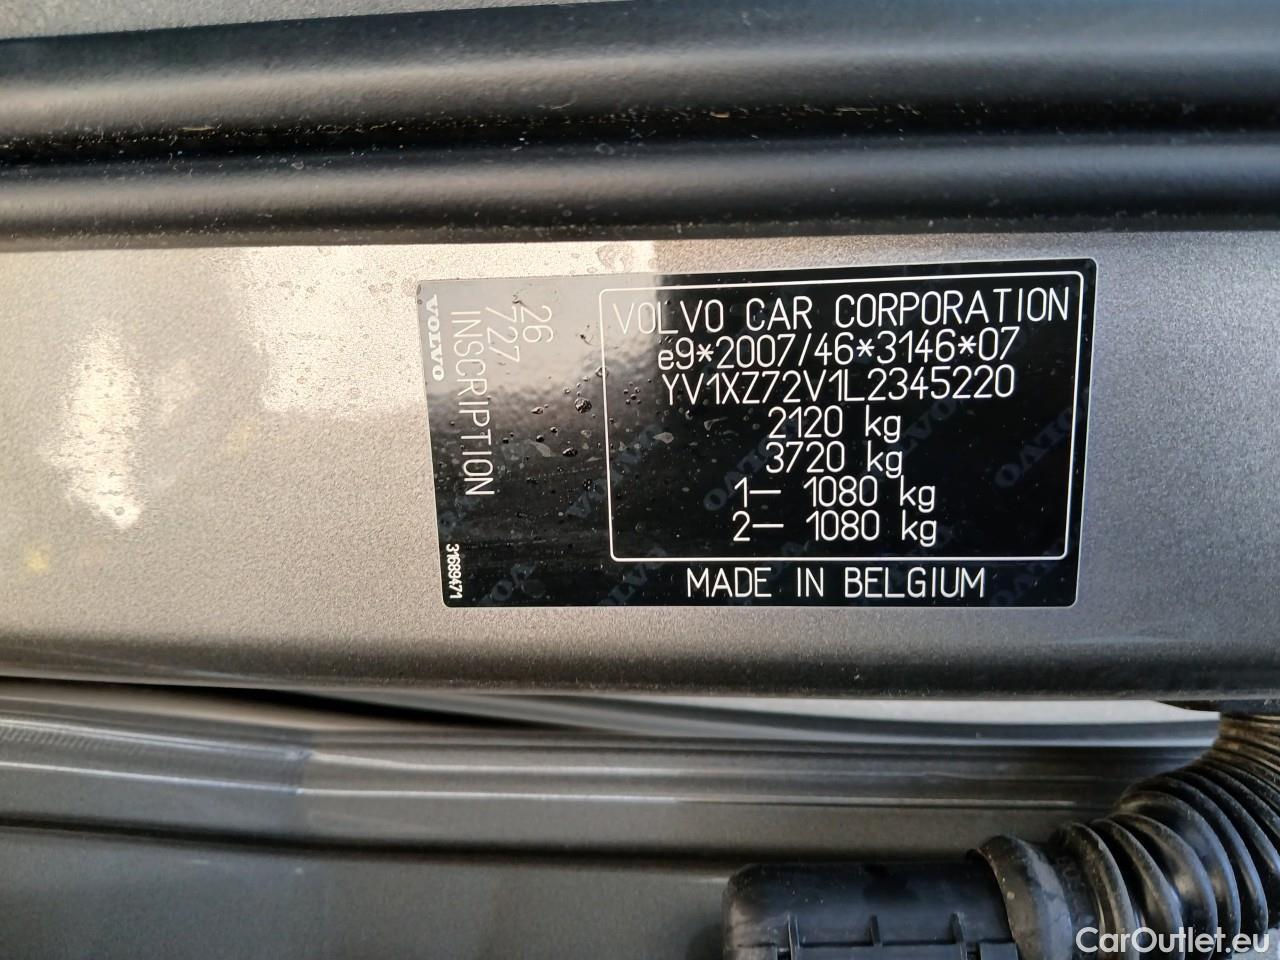 VOLVO CAR CORPORATION
e9*2007/46*3146*07
YV1XZ72V1L2345220
2120 kg
3720 kg
1— 1080 kg
2— 1080 kg
MADE IN BELGIUM
26
727
INSCRIPTION
VOLVO
31689471
CarOutlet.eu